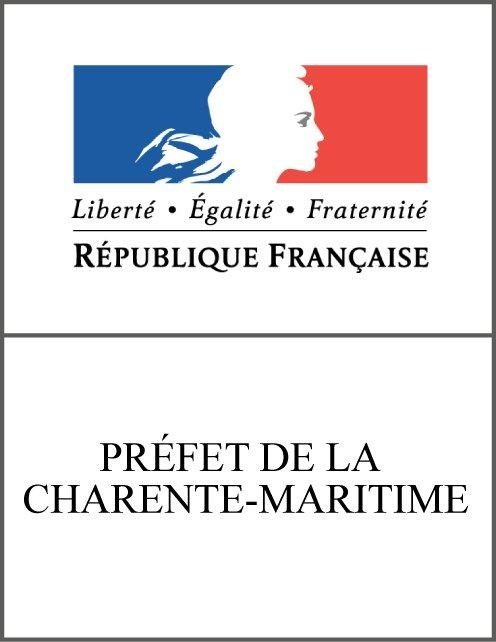 Liberté • Égalité • Fraternité
RÉPUBLIQUE FRANÇAISE
PRÉFET DE LA
CHARENTE-MARITIME